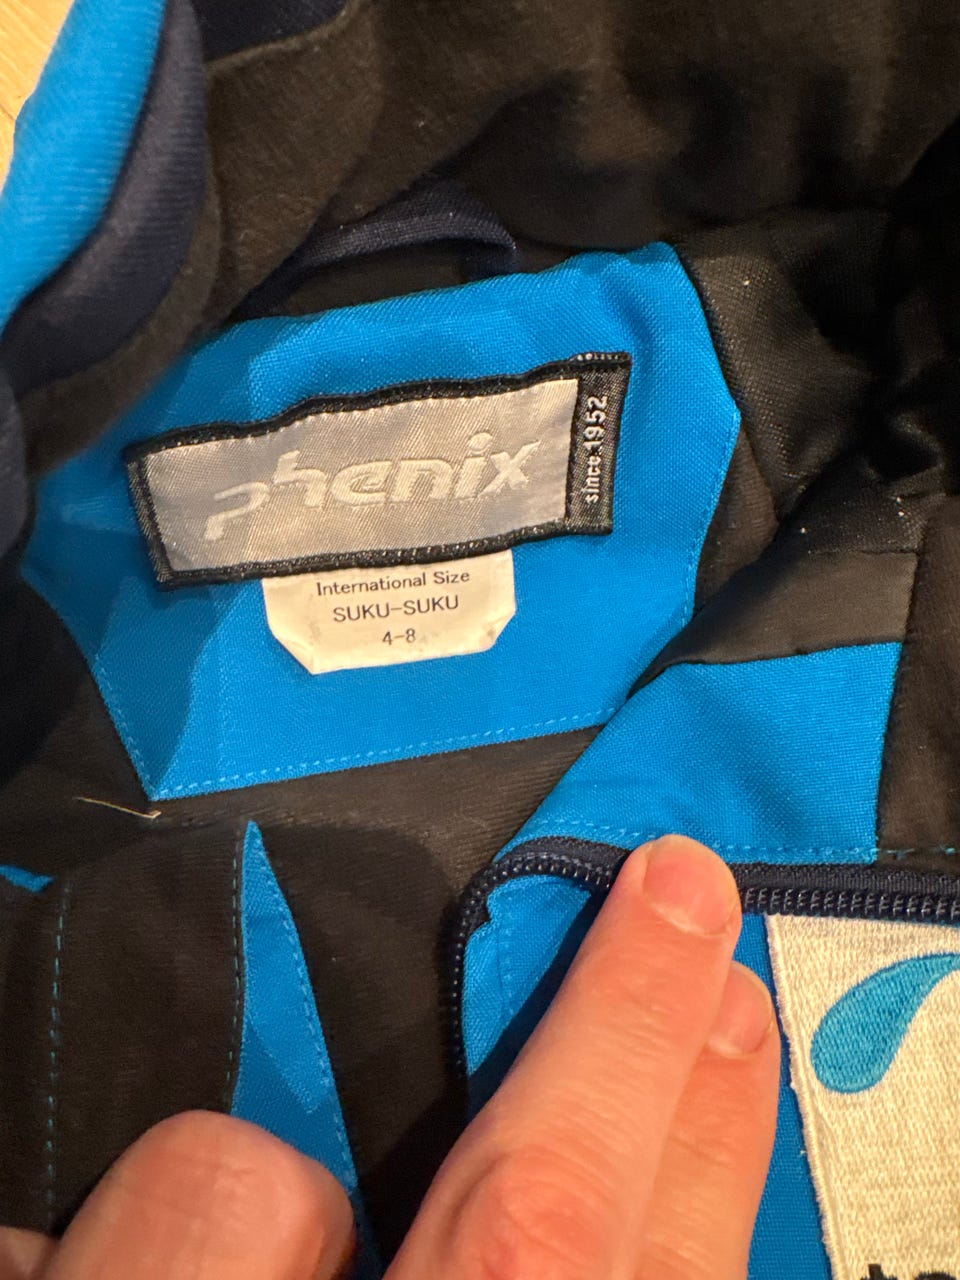 phenix
since 1952
International Size
SUKU-SUKU
4-8